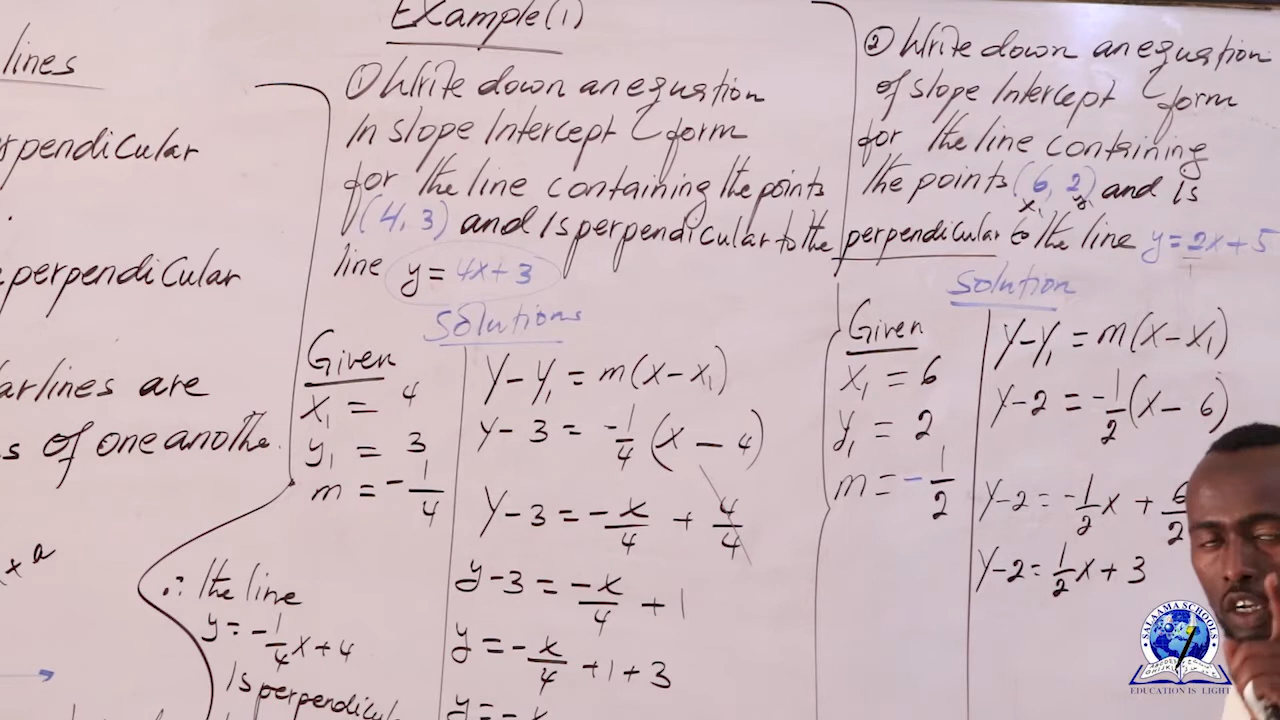 lines
rpendicular
perpendicular
lines are
s of one anothe
Example (1)
① Write down an equation
In slope Intercept form
for the line containing the points
(4, 3) and Is perpendicular to the
line y = 4x + 3
Solutions
Given
x₁ = 4
y₁ = 3
m = -1/4
y - y₁ = m(x - x₁)
y - 3 = -1/4 (x - 4)
y - 3 = -x/4 + 4/4
y - 3 = -x/4 + 1
y = -x/4 + 1 + 3
∴ the line
y = -1/4 x + 4
Is perpendicul
② Write down an equation
of slope Intercept form
for the line containing
the points (6, 2) and Is
perpendicular to the line y = 2x + 5
Solution
Given
x₁ = 6
y₁ = 2
m = -1/2
y - y₁ = m(x - x₁)
y - 2 = -1/2 (x - 6)
y - 2 = -1/2 x + 6/2
y - 2 = 1/2 x + 3
SALAAMA SCHOOLS
EDUCATION IS LIGHT